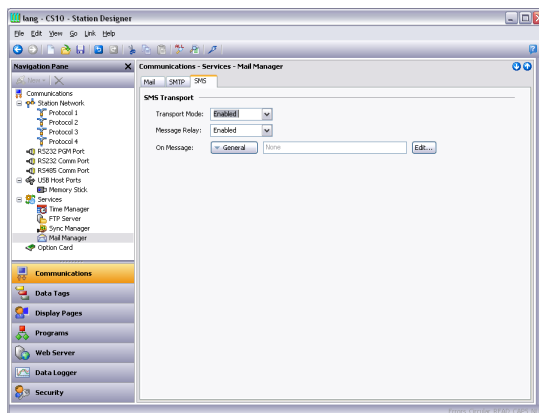 lang - CS10 - Station Designer
File Edit View Go Link Help
Navigation Pane
New
Communications
Station Network
Protocol 1
Protocol 2
Protocol 3
Protocol 4
RS232 PGM Port
RS232 Comm Port
RS485 Comm Port
USB Host Ports
Memory Stick
Services
Time Manager
FTP Server
Sync Manager
Mail Manager
Option Card
Communications
Data Tags
Display Pages
Programs
Web Server
Data Logger
Security
Communications - Services - Mail Manager
Mail SMTP SMS
SMS Transport
Transport Mode: Enabled
Message Relay: Enabled
On Message: General None Edit...
READ CAPS